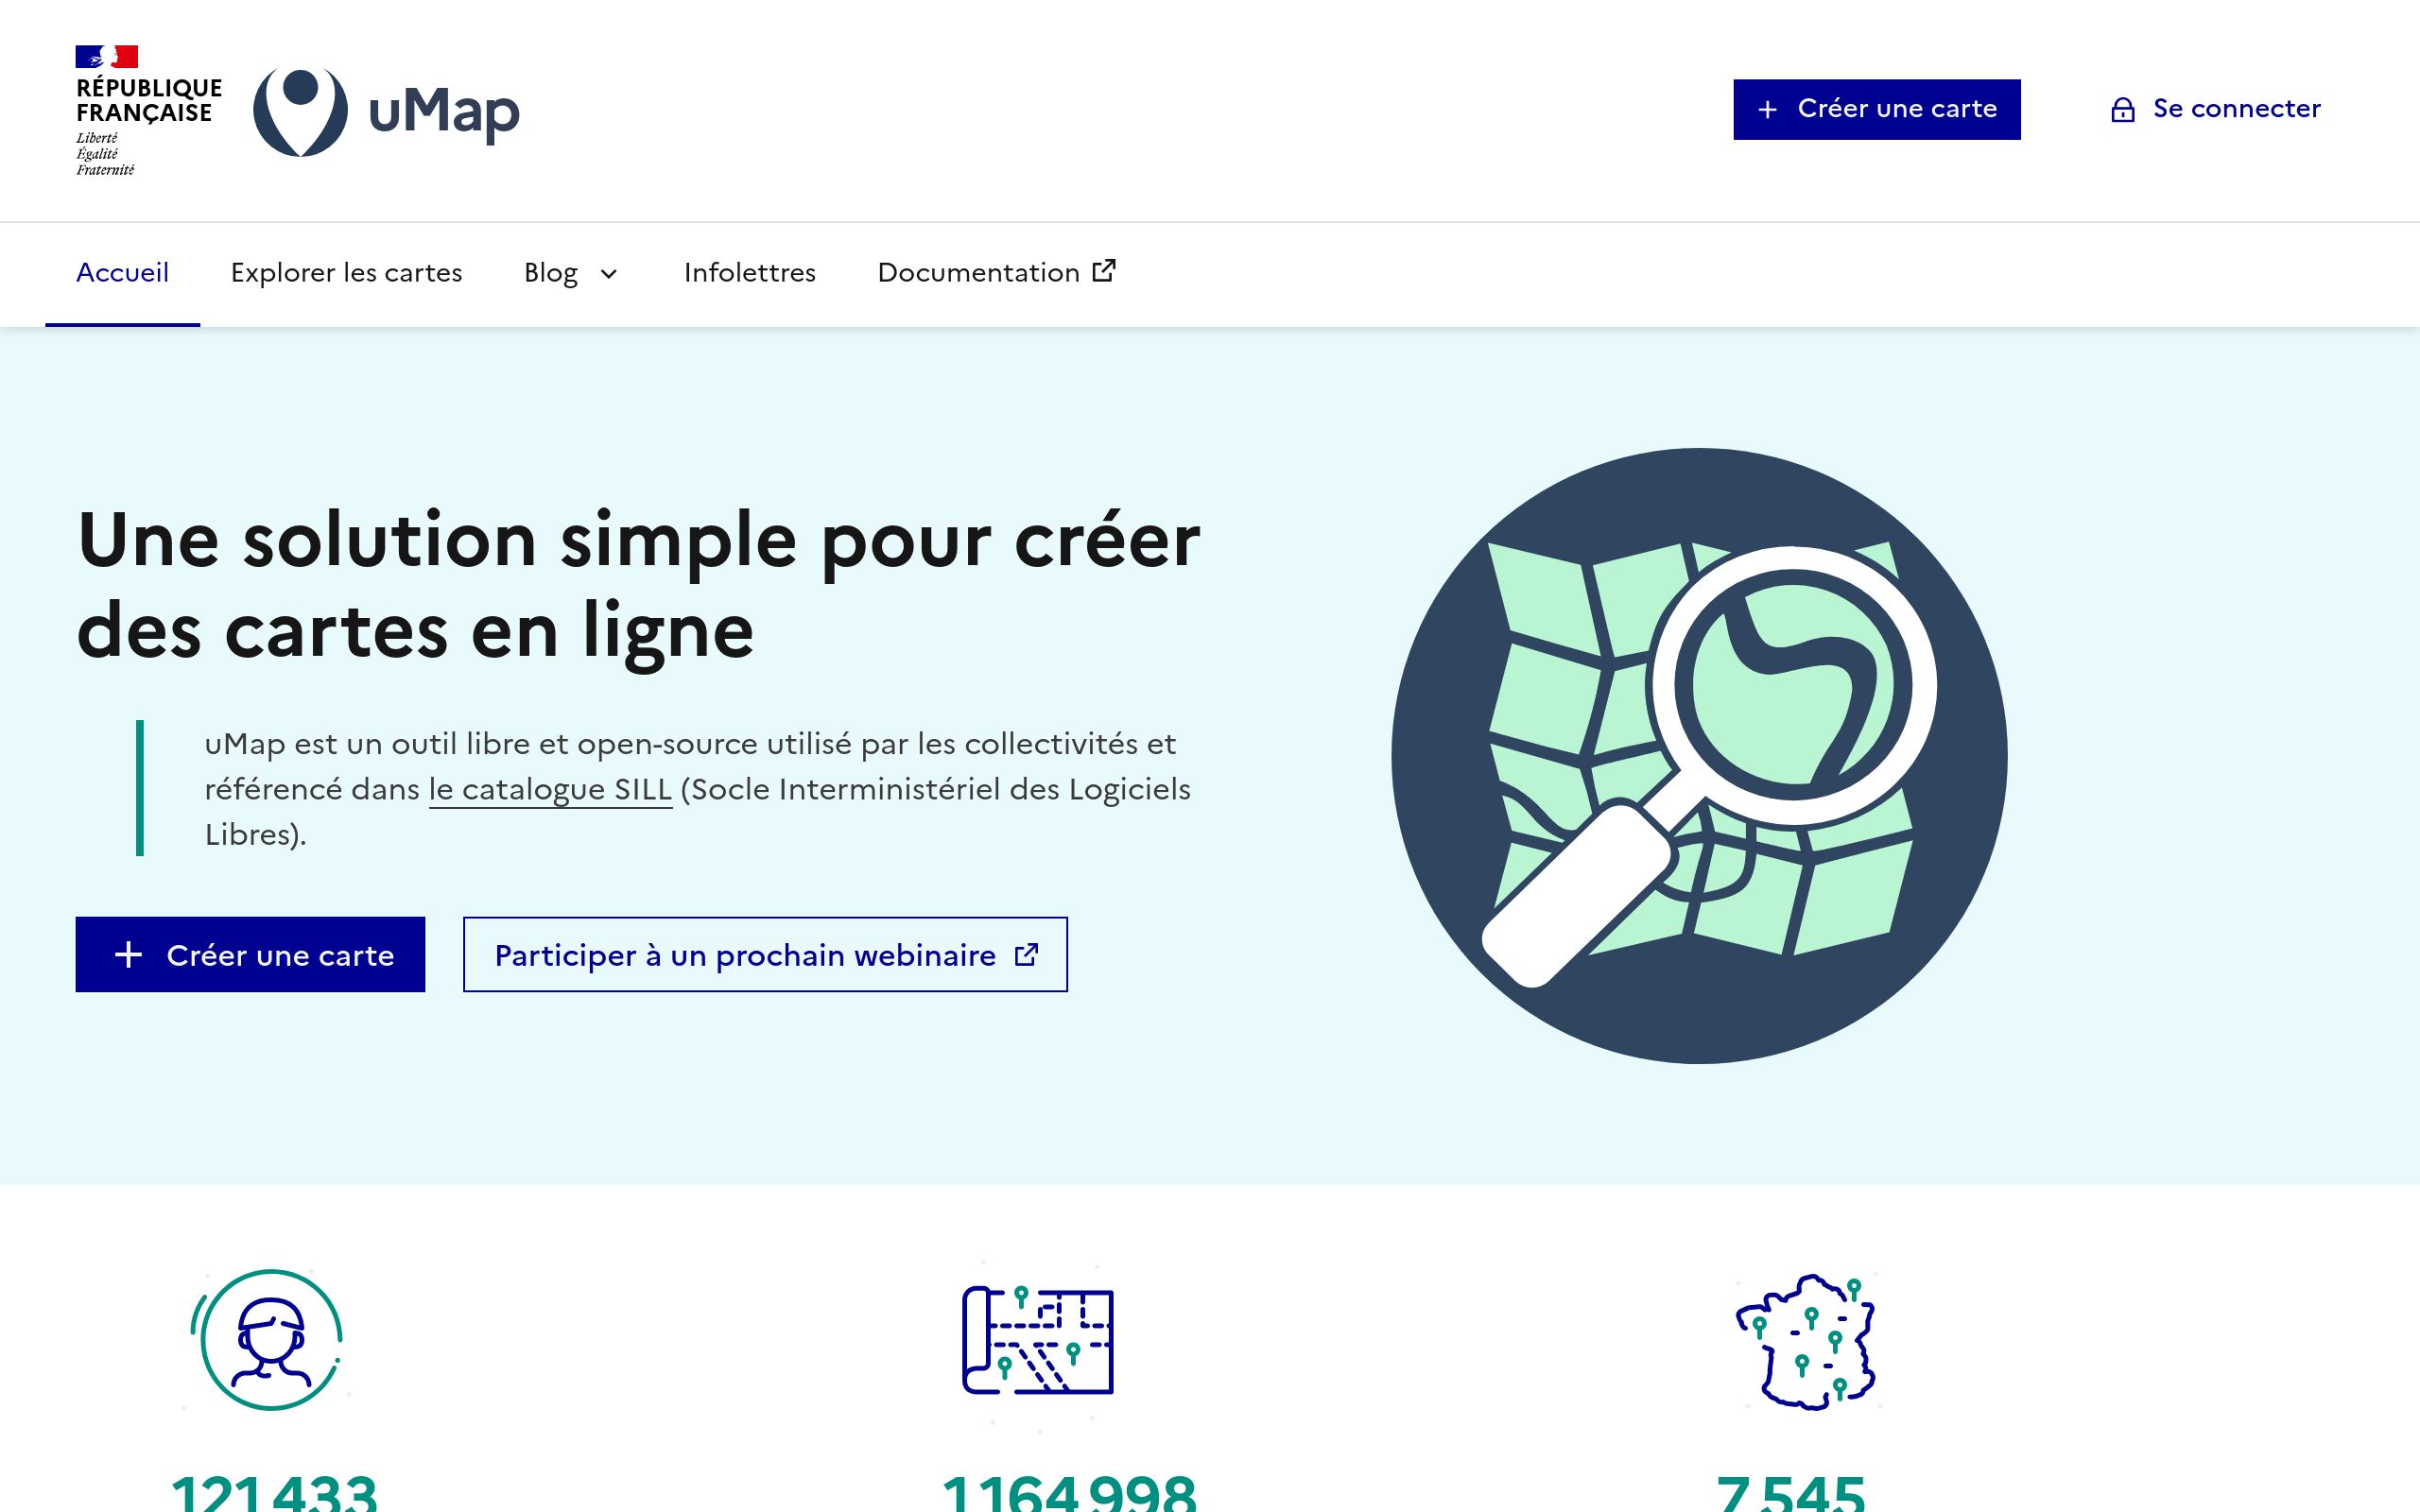 RÉPUBLIQUE
FRANÇAISE
Liberté
Égalité
Fraternité
uMap
Créer une carte
Se connecter
Accueil
Explorer les cartes
Blog
Infolettres
Documentation
Une solution simple pour créer
des cartes en ligne
uMap est un outil libre et open-source utilisé par les collectivités et
référencé dans le catalogue SILL (Socle Interministériel des Logiciels
Libres).
Créer une carte
Participer à un prochain webinaire
121 433
1 164 998
7 545